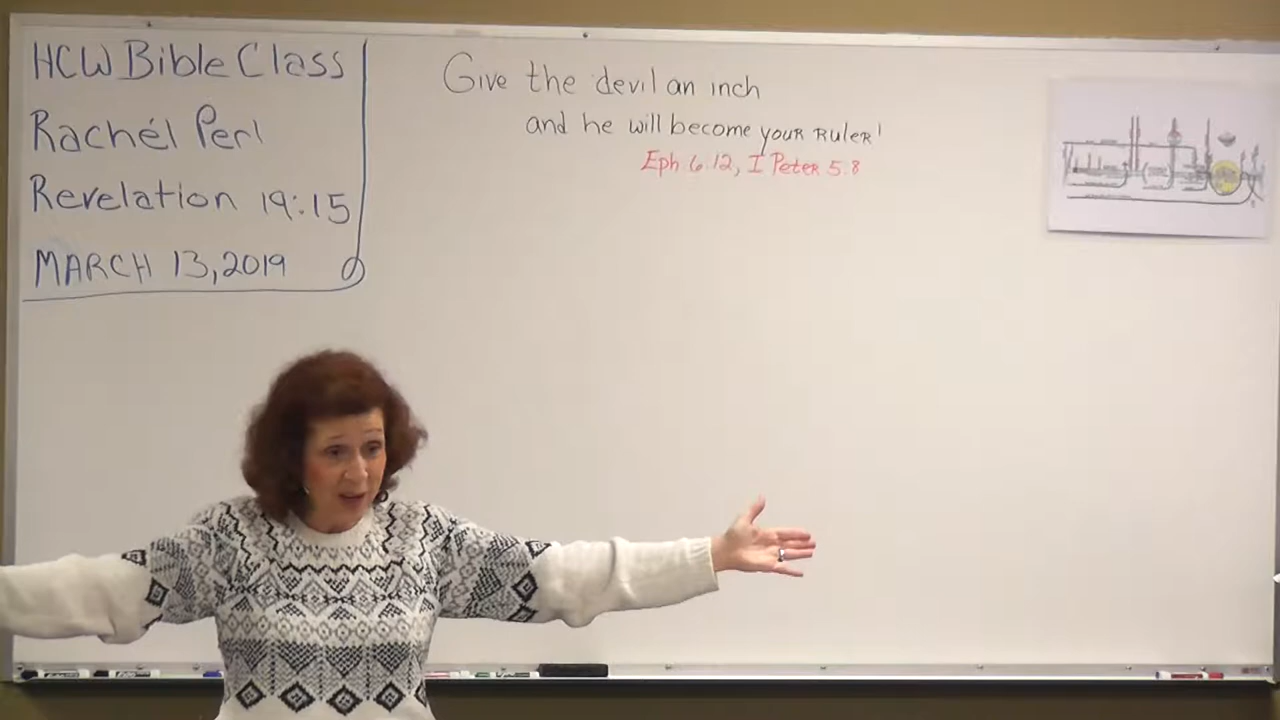 HCW Bible Class
Rachél Perl
Revelation 19:15
MARCH 13, 2019
Give the devil an inch
and he will become your RuleR!
Eph 6.12, I Peter 5.8